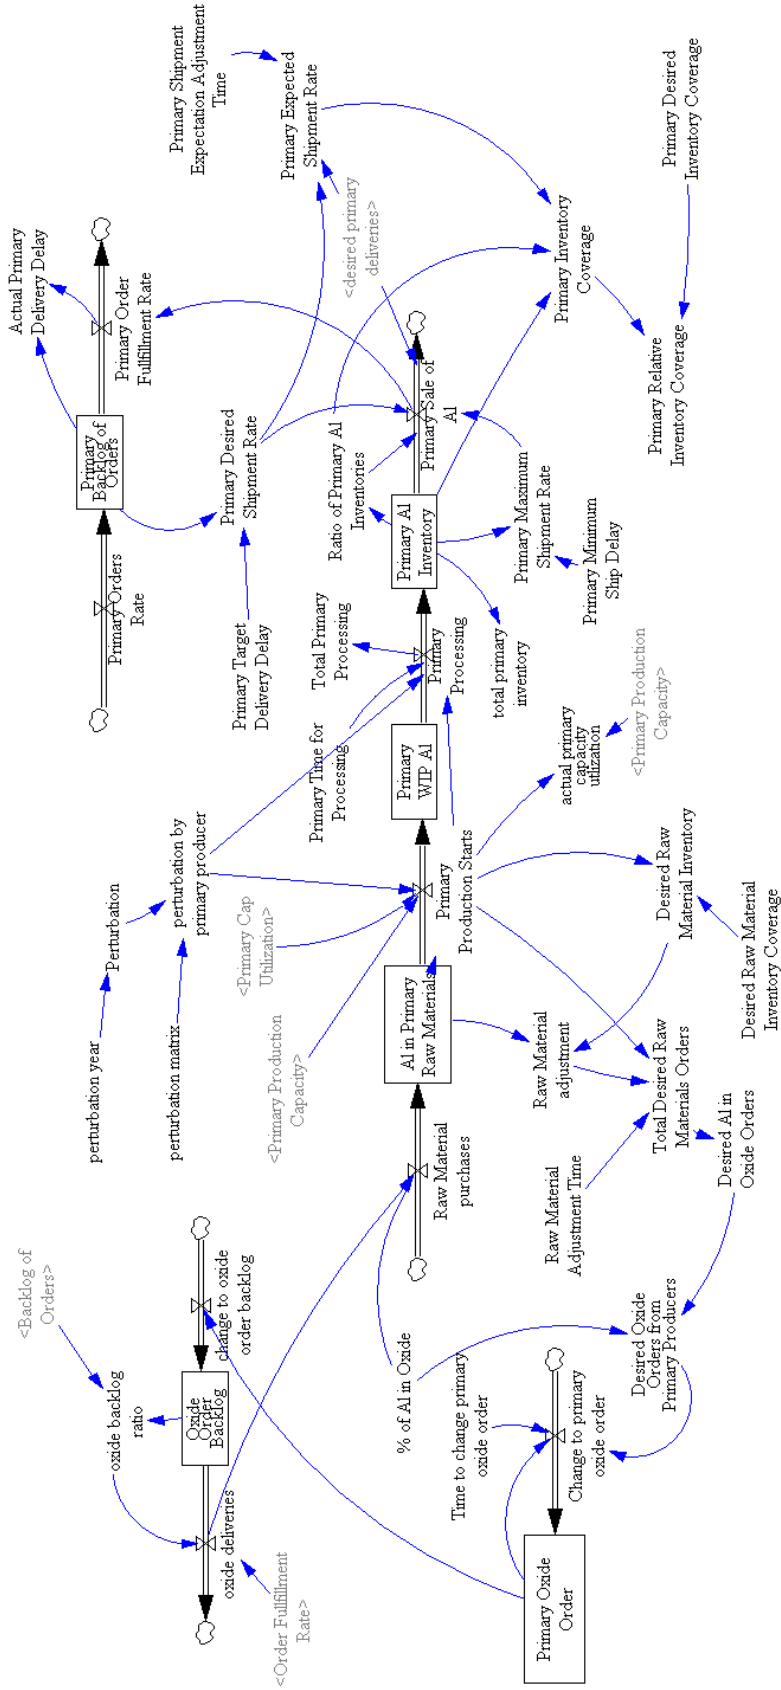 <Backlog of
Orders>
oxide backlog
ratio
Oxide
Order
Backlog
change to oxide
order backlog
oxide deliveries
<Order Fullfillment
Rate>
perturbation year
Perturbation
perturbation matrix
perturbation by
primary producer
<Primary Cap
Utilization>
<Primary Production
Capacity>
Primary Orders
Rate
Primary
Backlog of
Orders
Actual Primary
Delivery Delay
Primary Order
Fullfillment Rate
Primary Target
Delivery Delay
Primary Desired
Shipment Rate
Primary Shipment
Expectation Adjustment
Time
Primary Expected
Shipment Rate
<desired primary
deliveries>
Raw Material
purchases
Al in Primary
Raw Materials
Primary
Production Starts
Primary
WIP Al
Primary Time for
Processing
Total Primary
Processing
Primary
Processing
Primary Al
Inventory
Ratio of Primary Al
Inventories
Primary Sale of
Al
total primary
inventory
Primary Maximum
Shipment Rate
Primary Minimum
Ship Delay
Primary Inventory
Coverage
Primary Relative
Inventory Coverage
Primary Desired
Inventory Coverage
actual primary
capacity
utlization
<Primary Production
Capacity>
Desired Raw
Material Inventory
Desired Raw Material
Inventory Coverage
Raw Material
adjustment
Raw Material
Adjustment Time
Total Desired Raw
Materials Orders
Desired Al in
Oxide Orders
% of Al in Oxide
Desired Oxide
Orders from
Primary Producers
Time to change primary
oxide order
Change to primary
oxide order
Primary Oxide
Order